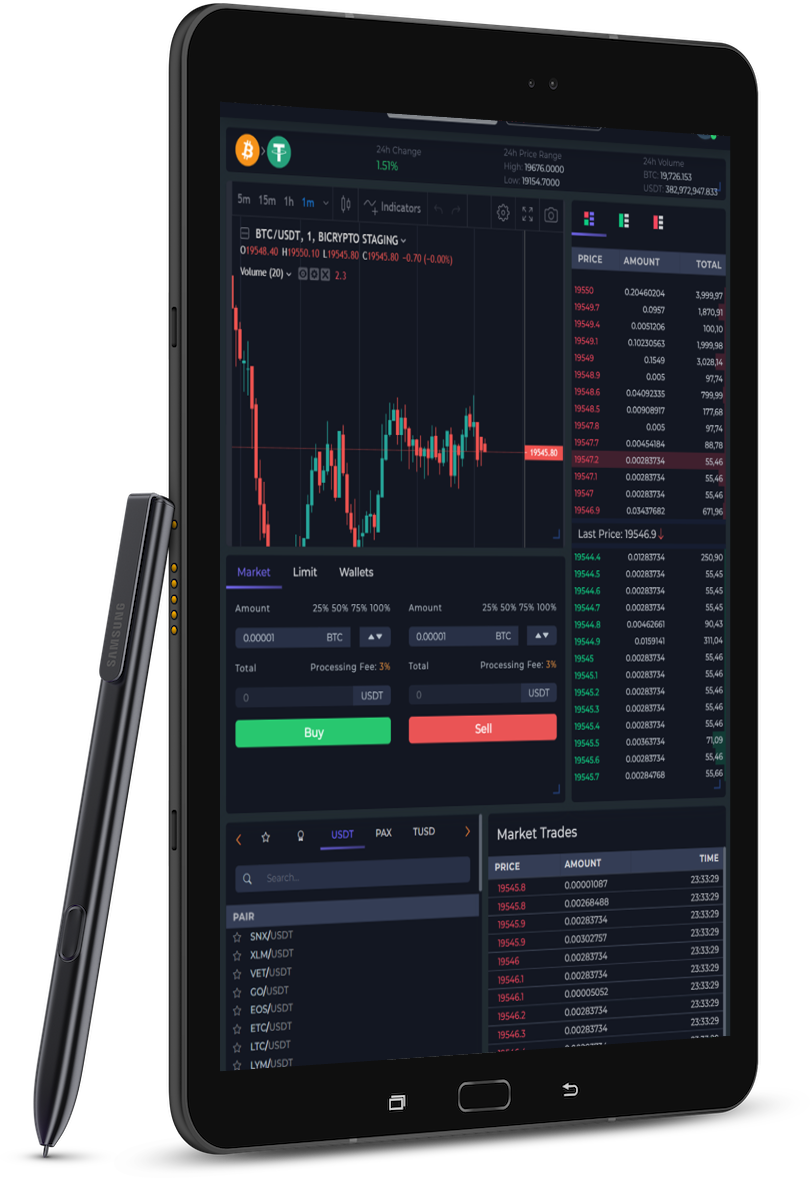 24h Change
1.51%
24h Price Range
High: 19676.0000
Low: 19154.7000
24h Volume
BTC: 19,726.153
USDT: 382,972,947.833
5m 15m 1h 1m Indicators
BTC/USDT, 1, BICRYPTO STAGING
O19548.40 H19550.10 L19545.80 C19545.80 -0.70 (-0.00%)
Volume (20) 2.3
19545.80
PRICE AMOUNT TOTAL
19550 0.20460204 3,999,97
19549.7 0.0957 1,870,91
19549.4 0.0051206 100,10
19549.1 0.10230563 1,999,98
19549 0.1549 3,028,14
19548.9 0.005 97,74
19548.6 0.04092335 799,99
19548.5 0.00908917 177,68
19547.8 0.005 97,74
19547.7 0.00454184 88,78
19547.2 0.00283734 55,46
19547.1 0.00283734 55,46
19547 0.00283734 55,46
19546.9 0.03437682 671,96
Last Price: 19546.9↓
19544.4 0.01283734 250,90
19544.5 0.00283734 55,45
19544.6 0.00283734 55,45
19544.7 0.00283734 55,45
19544.8 0.00462661 90,43
19544.9 0.0159141 311,04
19545 0.00283734 55,46
19545.1 0.00283734 55,46
19545.2 0.00283734 55,46
19545.3 0.00283734 55,46
19545.4 0.00283734 55,46
19545.5 0.00363734 71,09
19545.6 0.00283734 55,46
19545.7 0.00284768 55,66
Market Limit Wallets
Amount 25% 50% 75% 100%
0.00001 BTC ▲▼
Total Processing Fee: 3%
0 USDT
Buy
Amount 25% 50% 75% 100%
0.00001 BTC ▲▼
Total Processing Fee: 3%
0 USDT
Sell
USDT PAX TUSD
Search...
PAIR
SNX/USDT
XLM/USDT
VET/USDT
GO/USDT
EOS/USDT
ETC/USDT
LTC/USDT
LYM/USDT
Market Trades
PRICE AMOUNT TIME
19545.8 0.00001087 23:33:29
19545.8 0.00268488 23:33:29
19545.9 0.00283734 23:33:29
19545.9 0.00302757 23:33:29
19546 0.00283734 23:33:29
19546.1 0.00283734 23:33:29
19546.1 0.00005052 23:33:29
19546.2 0.00283734 23:33:29
19546.3 0.00283734 23:33:29
SAMSUNG